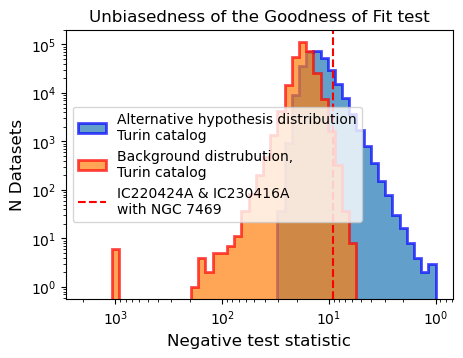 Unbiasedness of the Goodness of Fit test
N Datasets
10⁵
10⁴
10³
10²
10¹
10⁰
Alternative hypothesis distribution
Turin catalog
Background distrubution,
Turin catalog
IC220424A & IC230416A
with NGC 7469
10³ 10² 10¹ 10⁰
Negative test statistic